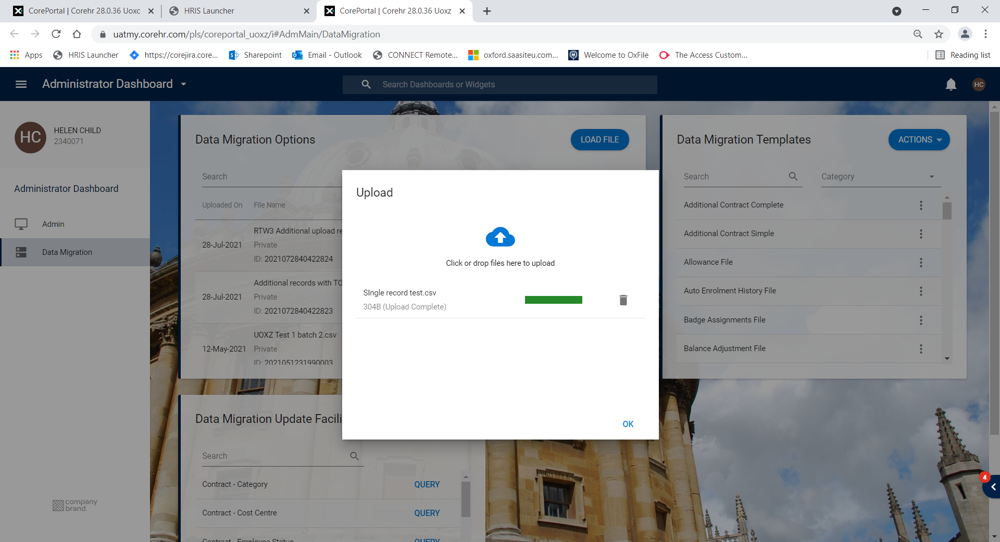 CorePortal | Corehr 28.0.36 Uoxc
HRIS Launcher
CorePortal | Corehr 28.0.36 Uoxz
uatmy.corehr.com/pls/coreportal_uoxz/i#AdmMain/DataMigration
Apps
HRIS Launcher
https://corejira.core...
Sharepoint
Email - Outlook
CONNECT Remote...
oxford.saasiteu.com...
Welcome to OxFile
The Access Custom...
Reading list
Administrator Dashboard
Search Dashboards or Widgets
HC
HC
HELEN CHILD
2340071
Administrator Dashboard
Admin
Data Migration
company
brand.
Data Migration Options
LOAD FILE
Search
Uploaded On
File Name
RTW3 Additional upload re
28-Jul-2021
Private
ID: 2021072840422824
Additional records with TO
28-Jul-2021
Private
ID: 2021072840422823
UOXZ Test 1 batch 2.csv
12-May-2021
Private
ID: 2021051231990003
Upload
Click or drop files here to upload
SIngle record test.csv
304B (Upload Complete)
OK
Data Migration Templates
ACTIONS
Search
Category
Additional Contract Complete
Additional Contract Simple
Allowance File
Auto Enrolment History File
Badge Assignments File
Balance Adjustment File
Data Migration Update Facili
Search
Contract - Category
QUERY
Contract - Cost Centre
QUERY
Contract - Employee Status
QUERY
4